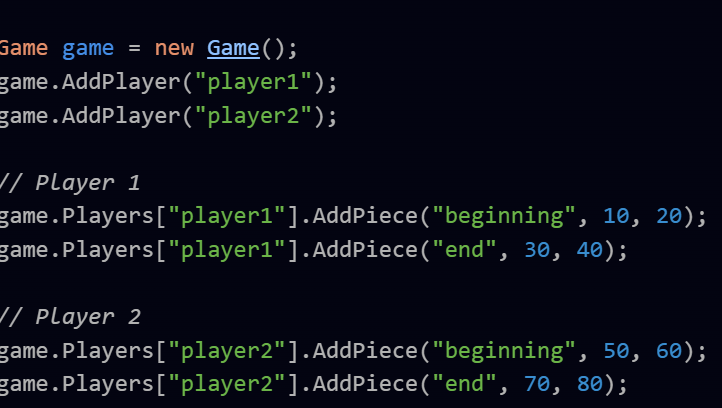 Game game = new Game();
game.AddPlayer("player1");
game.AddPlayer("player2");
// Player 1
game.Players["player1"].AddPiece("beginning", 10, 20);
game.Players["player1"].AddPiece("end", 30, 40);
// Player 2
game.Players["player2"].AddPiece("beginning", 50, 60);
game.Players["player2"].AddPiece("end", 70, 80);